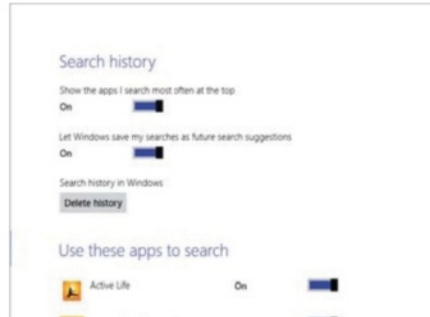 Search history
Show the apps I search most often at the top
On
Let Windows save my searches as future search suggestions
On
Search history in Windows
Delete history
Use these apps to search
Active Life On